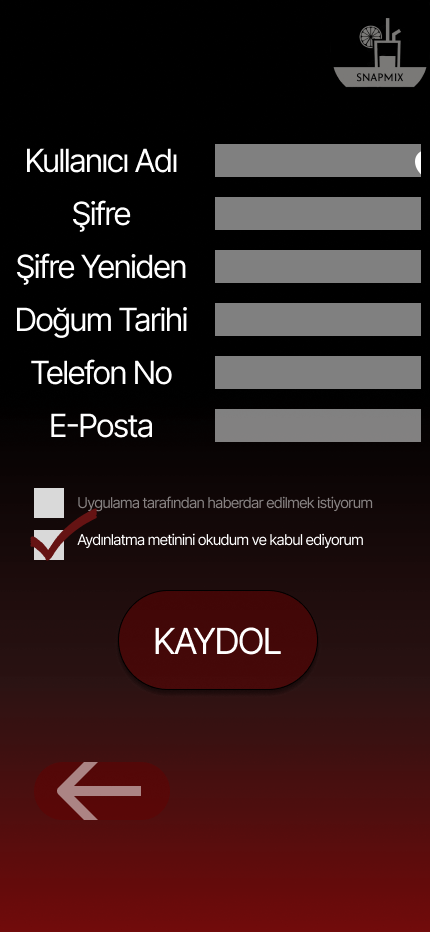 SNAPMIX
Kullanıcı Adı
Şifre
Şifre Yeniden
Doğum Tarihi
Telefon No
E-Posta
Uygulama tarafından haberdar edilmek istiyorum
Aydınlatma metinini okudum ve kabul ediyorum
KAYDOL